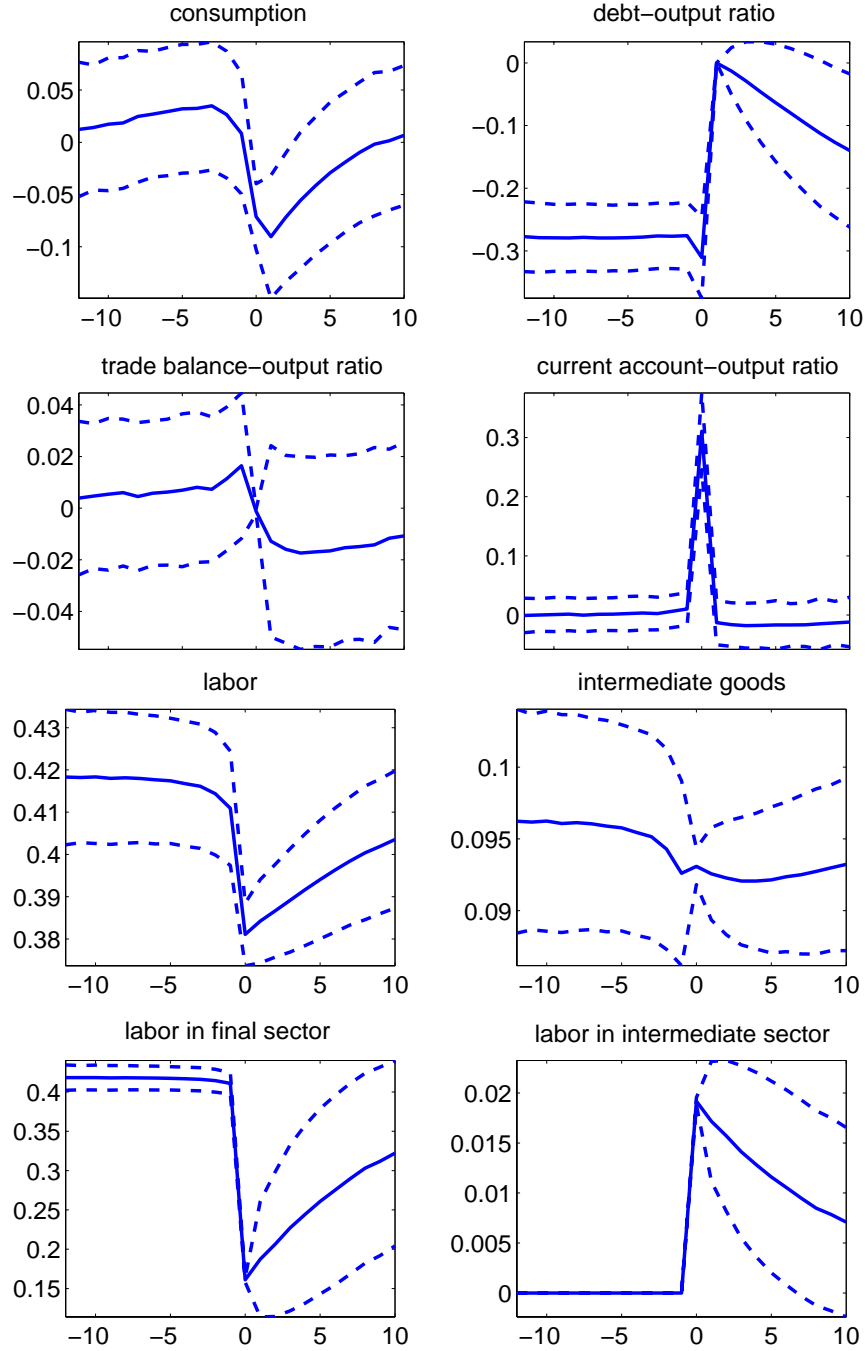 consumption
debt−output ratio
0.05
0
−0.05
−0.1
−10 −5 0 5 10
0
−0.1
−0.2
−0.3
−10 −5 0 5 10
trade balance−output ratio
current account−output ratio
0.04
0.02
0
−0.02
−0.04
0.3
0.2
0.1
0
labor
intermediate goods
0.43
0.42
0.41
0.4
0.39
0.38
−10 −5 0 5 10
0.1
0.095
0.09
−10 −5 0 5 10
labor in final sector
labor in intermediate sector
0.4
0.35
0.3
0.25
0.2
0.15
−10 −5 0 5 10
0.02
0.015
0.01
0.005
0
−10 −5 0 5 10